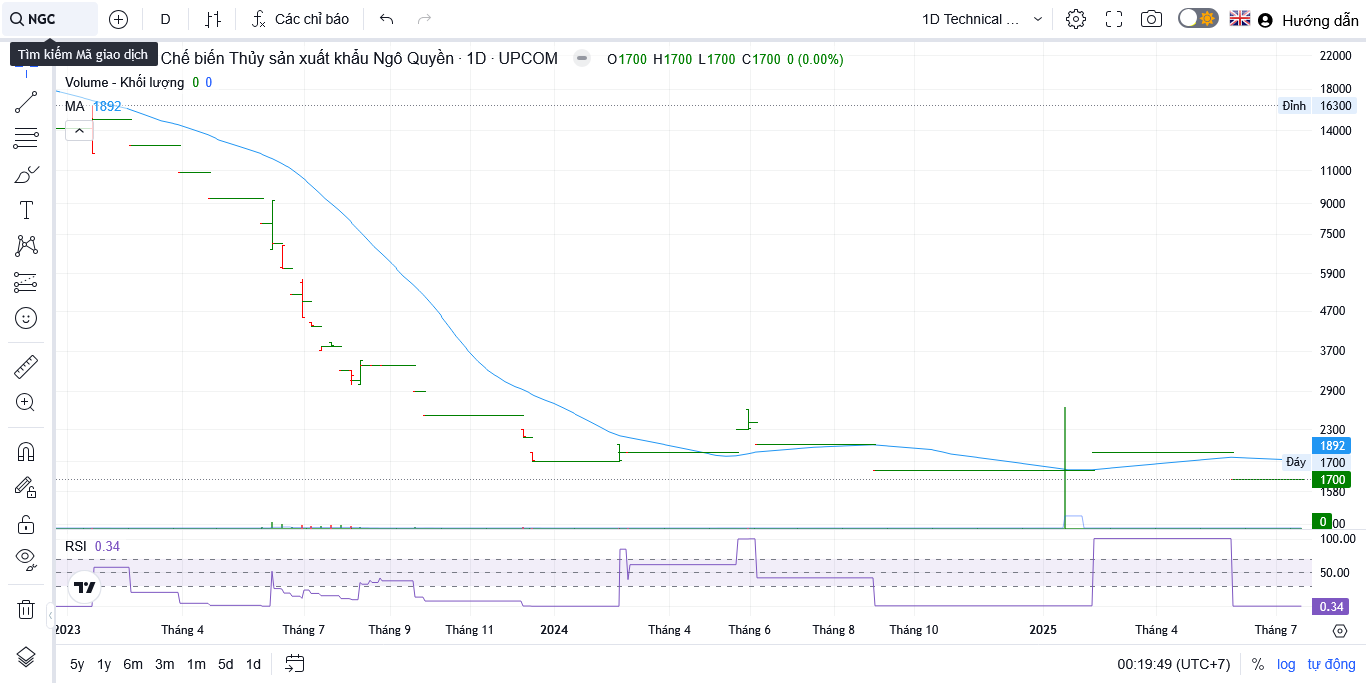 NGC D Các chỉ báo 1D Technical ... Hướng dẫn
Tìm kiếm Mã giao dịch
Chế biến Thủy sản xuất khẩu Ngô Quyền · 1D · UPCOM O1700 H1700 L1700 C1700 0 (0.00%)
Volume - Khối lượng 0 0
MA 1892
22000
18000
Đỉnh 16300
14000
11000
9000
7500
5900
4700
3700
2900
2300
1892
Đáy 1700
1700
1580
0 00
RSI 0.34
100.00
50.00
0.34
2023 Tháng 4 Tháng 7 Tháng 9 Tháng 11 2024 Tháng 4 Tháng 6 Tháng 8 Tháng 10 2025 Tháng 4 Tháng 7
5y 1y 6m 3m 1m 5d 1d 00:19:49 (UTC+7) % log tự động